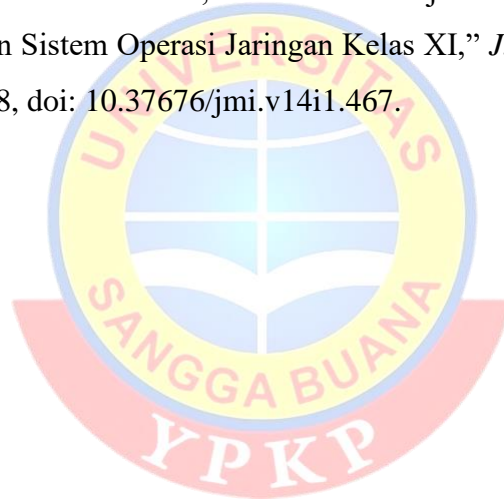 n Sistem Operasi Jaringan Kelas XI,” J
8, doi: 10.37676/jmi.v14i1.467.
UNIVERSITAS
SANGGA BUANA
YPKP